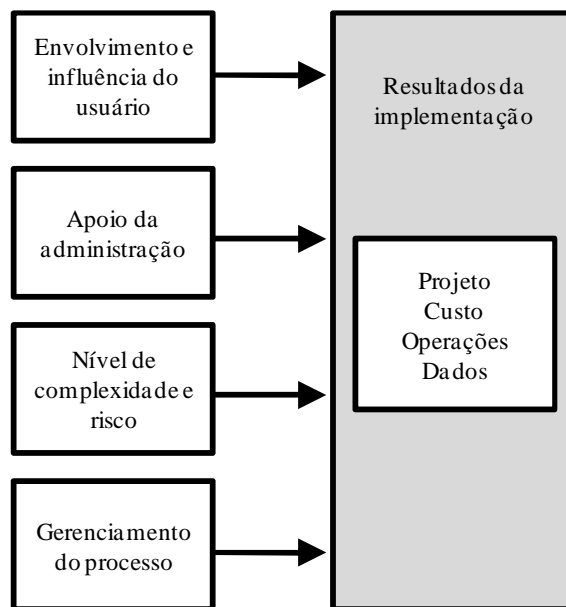 Envolvimento e
influência do
usuário
Apoio da
administração
Nível de
complexidade e
risco
Gerenciamento
do processo
Resultados da
implementação
Projeto
Custo
Operações
Dados